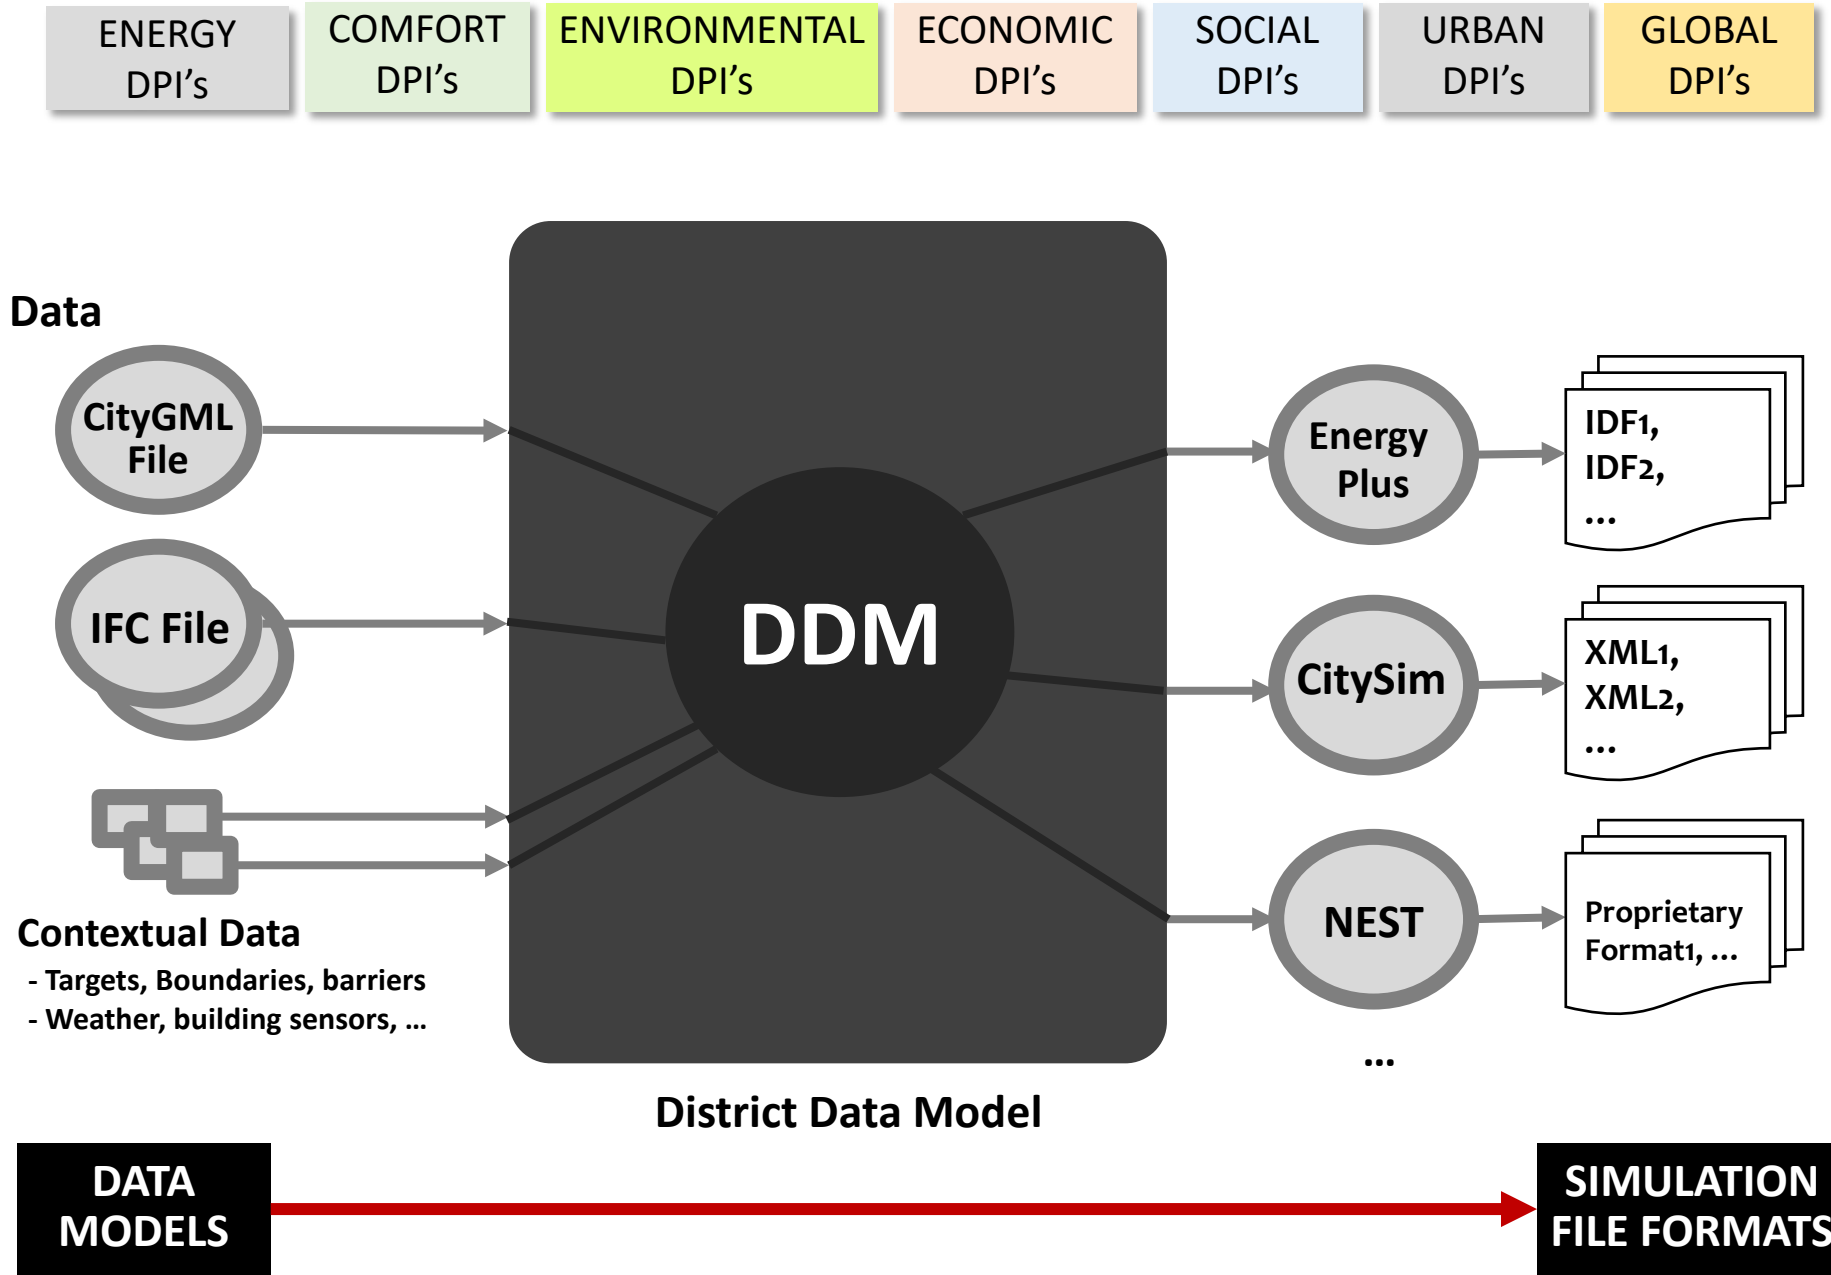 ENERGY
DPI's
COMFORT
DPI's
ENVIRONMENTAL
DPI's
ECONOMIC
DPI's
SOCIAL
DPI's
URBAN
DPI's
GLOBAL
DPI's
Data
CityGML
File
IFC File
Contextual Data
- Targets, Boundaries, barriers
- Weather, building sensors, ...
DDM
District Data Model
Energy
Plus
IDF1,
IDF2,
...
CitySim
XML1,
XML2,
...
NEST
Proprietary
Format1, ...
...
DATA
MODELS
SIMULATION
FILE FORMATS